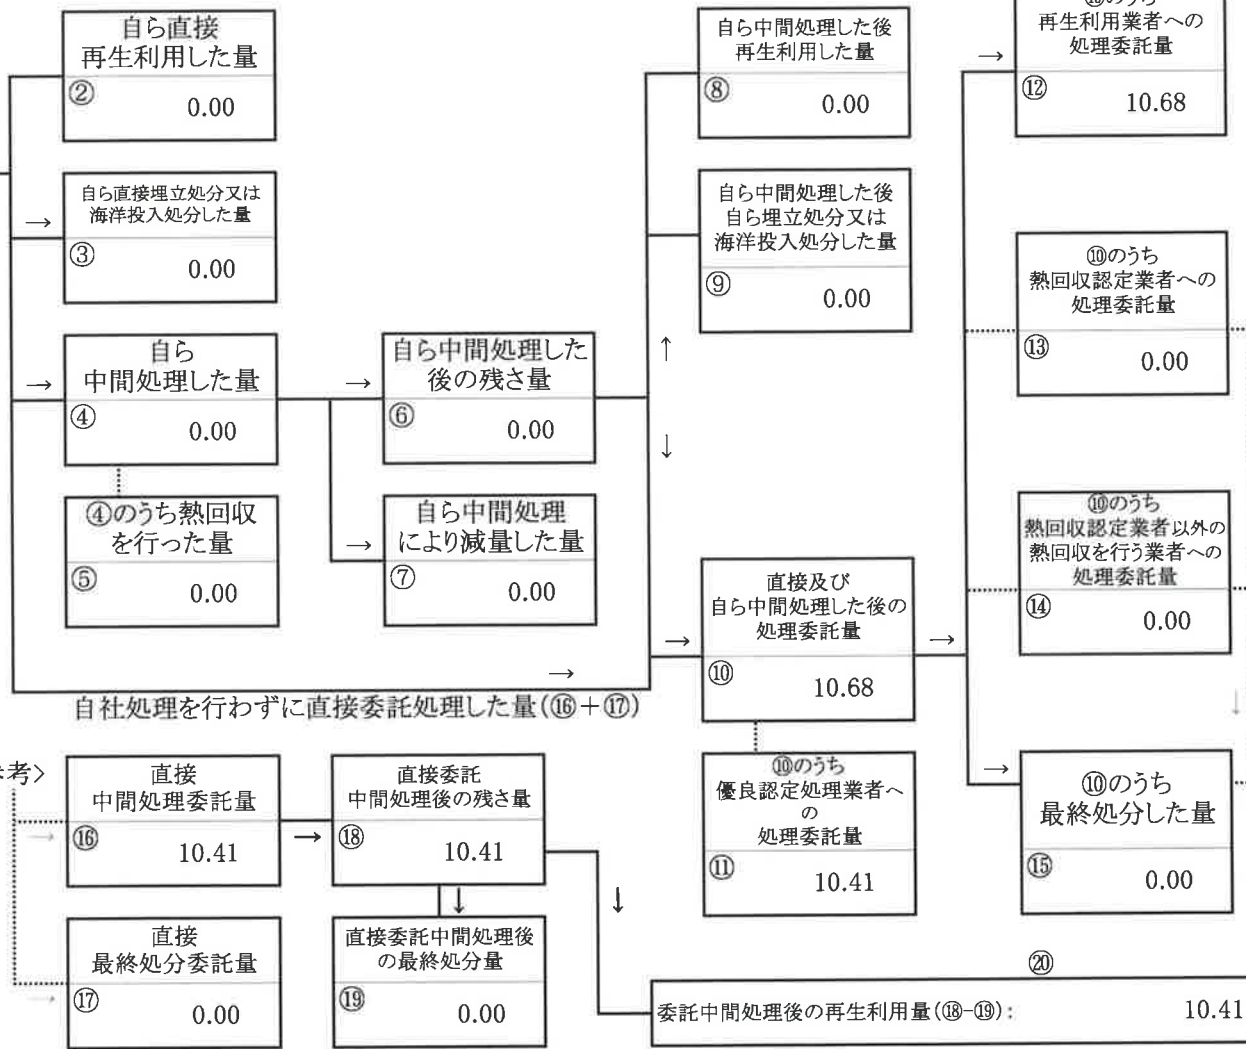 自ら直接
再生利用した量
②
0.00
自ら直接埋立処分又は
海洋投入処分した量
→
③
0.00
自ら
中間処理した量
→
④
0.00
④のうち熱回収
を行った量
⑤
0.00
自ら中間処理した
後の残さ量
→
⑥
0.00
自ら中間処理
により減量した量
→
⑦
0.00
自ら中間処理した後
再生利用した量
⑧
0.00
自ら中間処理した後
自ら埋立処分又は
海洋投入処分した量
⑨
0.00
↑
↓
直接及び
自ら中間処理した後の
処理委託量
→
⑩
10.68
⑩のうち
優良認定処理業者へ
の
処理委託量
⑪
10.41
→
のうち
再生利用業者への
処理委託量
→
⑫
10.68
⑩のうち
熱回収認定業者への
処理委託量
⑬
0.00
⑩のうち
熱回収認定業者以外の
熱回収を行う業者への
処理委託量
⑭
0.00
↓
⑩のうち
最終処分した量
→
⑮
0.00
→
自社処理を行わずに直接委託処理した量(⑯+⑰)
考>
直接
中間処理委託量
→
⑯
10.41
直接
最終処分委託量
→
⑰
0.00
直接委託
中間処理後の残さ量
→
⑱
10.41
↓
直接委託中間処理後
の最終処分量
⑲
0.00
↓
⑳
委託中間処理後の再生利用量(⑱-⑲): 10.41